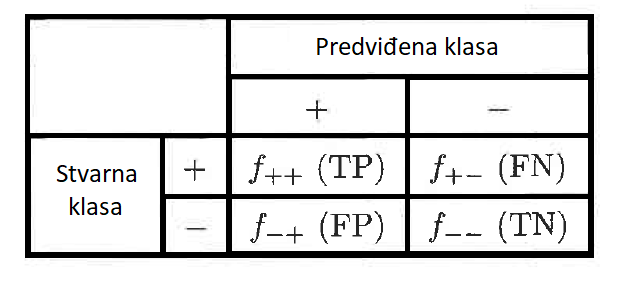 Predviđena klasa
+ −
Stvarna
klasa
+ f₊₊ (TP) f₊₋ (FN)
− f₋₊ (FP) f₋₋ (TN)